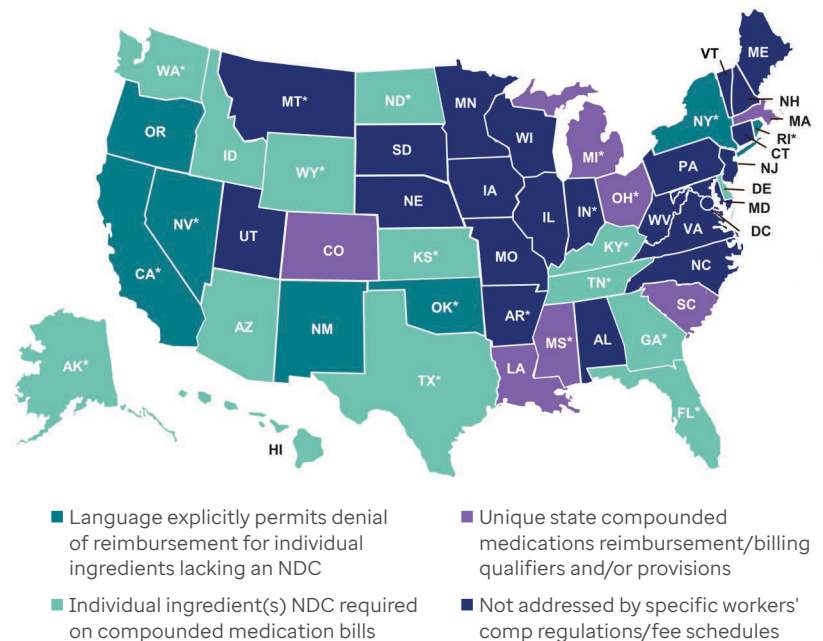 WA*
OR
CA*
NV*
ID
MT*
WY*
UT
AZ
CO
NM
ND*
SD
NE
KS*
OK*
TX*
MN
IA
MO
AR*
LA
WI
IL
MS*
MI*
IN*
KY*
TN*
AL
OH*
WV
VA
NC
SC
GA*
FL*
PA
NY*
VT
ME
NH
MA
RI*
CT
NJ
DE
MD
DC
AK*
HI
Language explicitly permits denial
of reimbursement for individual
ingredients lacking an NDC
Individual ingredient(s) NDC required
on compounded medication bills
Unique state compounded
medications reimbursement/billing
qualifiers and/or provisions
Not addressed by specific workers'
comp regulations/fee schedules